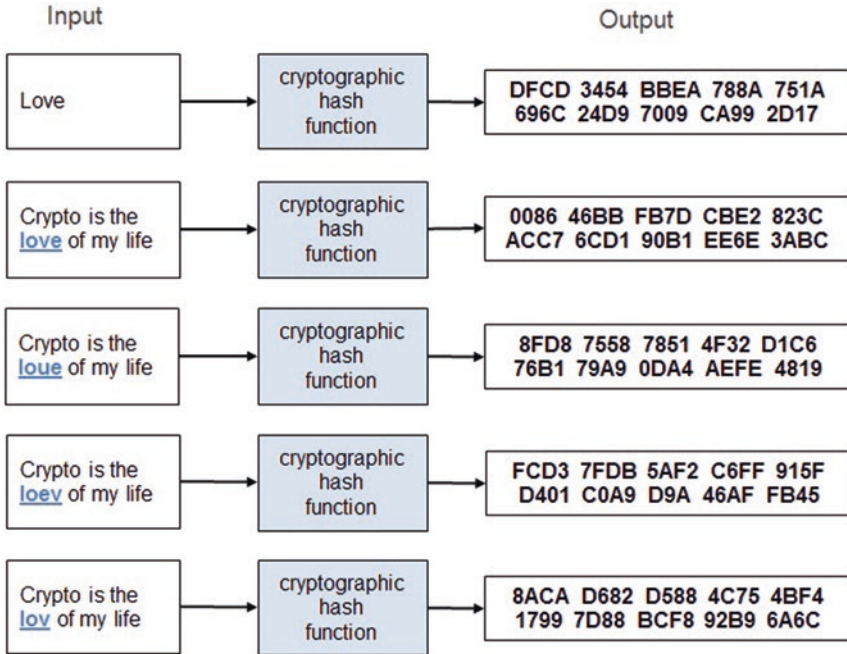 Input
Output
Love
cryptographic
hash
function
DFCD 3454 BBEA 788A 751A
696C 24D9 7009 CA99 2D17
Crypto is the
love of my life
cryptographic
hash
function
0086 46BB FB7D CBE2 823C
ACC7 6CD1 90B1 EE6E 3ABC
Crypto is the
loue of my life
cryptographic
hash
function
8FD8 7558 7851 4F32 D1C6
76B1 79A9 0DA4 AEFE 4819
Crypto is the
loev of my life
cryptographic
hash
function
FCD3 7FDB 5AF2 C6FF 915F
D401 C0A9 D9A 46AF FB45
Crypto is the
lov of my life
cryptographic
hash
function
8ACA D682 D588 4C75 4BF4
1799 7D88 BCF8 92B9 6A6C